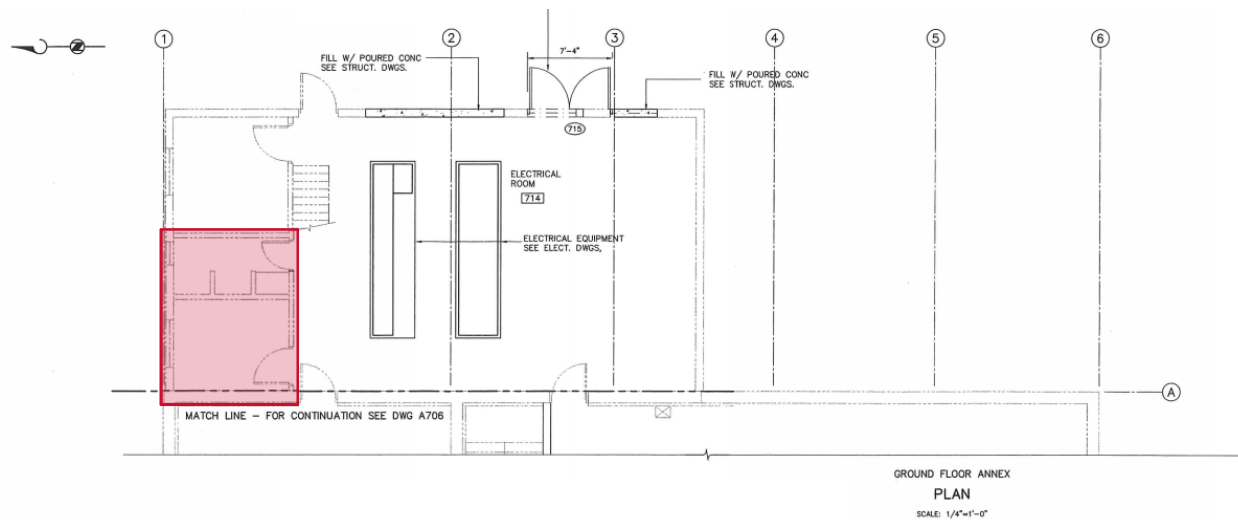 1
2
3
4
5
6
7'-4"
FILL W/ POURED CONC
SEE STRUCT. DWGS.
FILL W/ POURED CONC
SEE STRUCT. DWGS.
715
ELECTRICAL
ROOM
714
ELECTRICAL EQUIPMENT
SEE ELECT. DWGS,
A
MATCH LINE - FOR CONTINUATION SEE DWG A706
GROUND FLOOR ANNEX
PLAN
SCALE: 1/4"=1'-0"